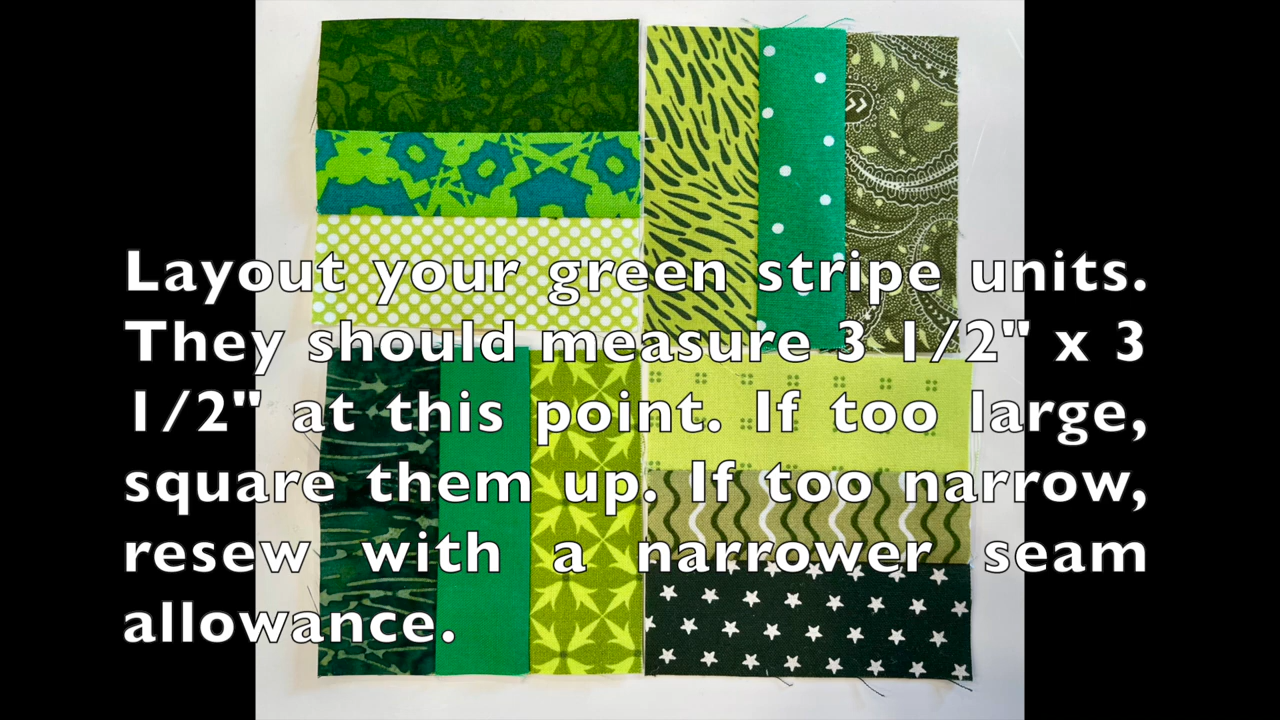 Layout your green stripe units.
They should measure 3 1/2" x 3
1/2" at this point. If too large,
square them up. If too narrow,
resew with a narrower seam
allowance.